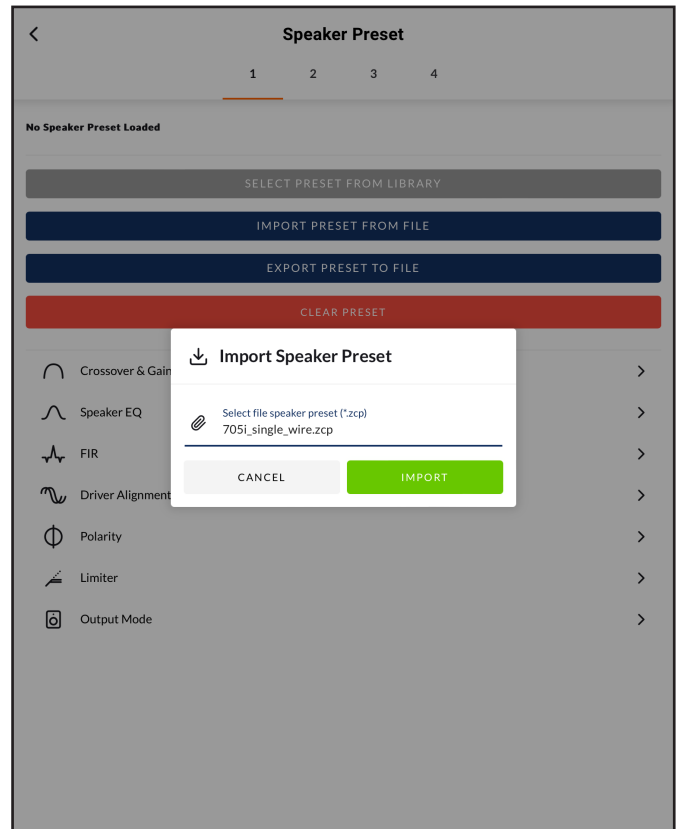 Speaker Preset
1 2 3 4
No Speaker Preset Loaded
SELECT PRESET FROM LIBRARY
IMPORT PRESET FROM FILE
EXPORT PRESET TO FILE
CLEAR PRESET
Import Speaker Preset
Select file speaker preset (*.zcp)
705i_single_wire.zcp
CANCEL IMPORT
Crossover & Gain
Speaker EQ
FIR
Driver Alignment
Polarity
Limiter
Output Mode